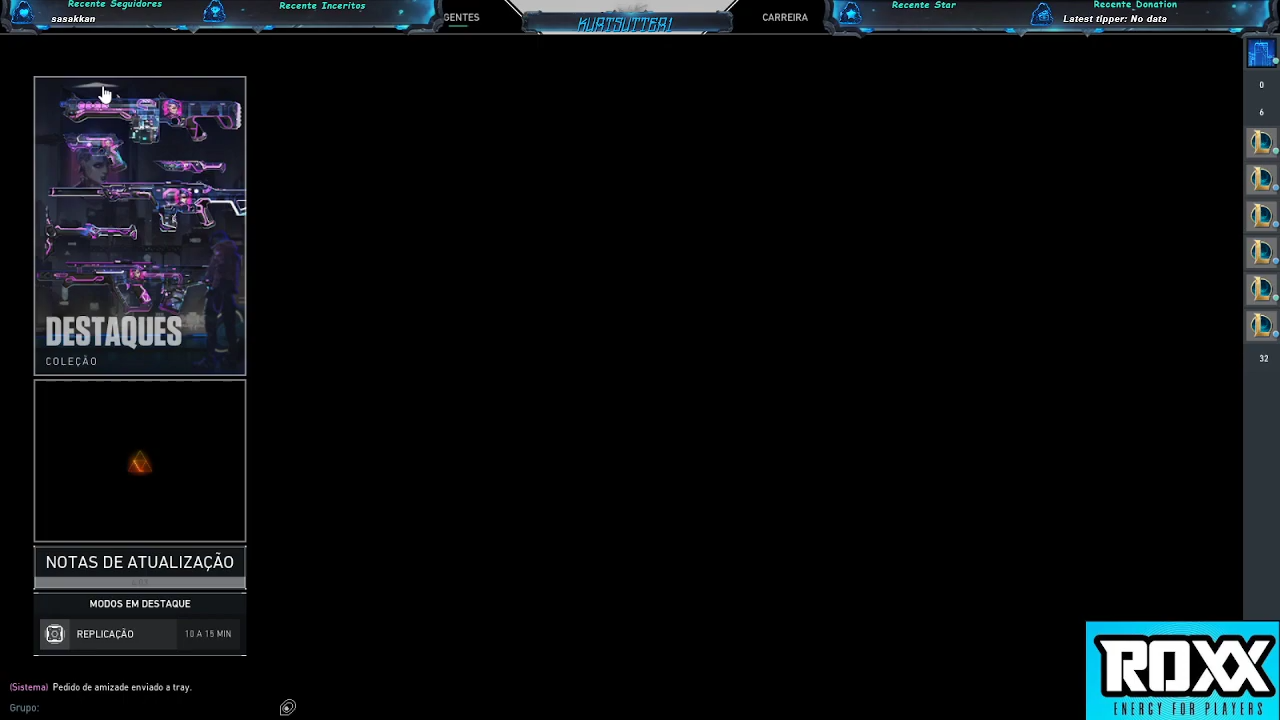 Recente Seguidores
sasakkan
Recente Inceritos
GENTES
KURTSUTT6R1
CARREIRA
Recente Star
Recente_Donation
Latest tipper: No data
0
6
32
DESTAQUES
COLEÇÃO
NOTAS DE ATUALIZAÇÃO
MODOS EM DESTAQUE
REPLICAÇÃO 10 A 15 MIN
(Sistema) Pedido de amizade enviado a tray.
Grupo:
ROXX
ENERGY FOR PLAYERS